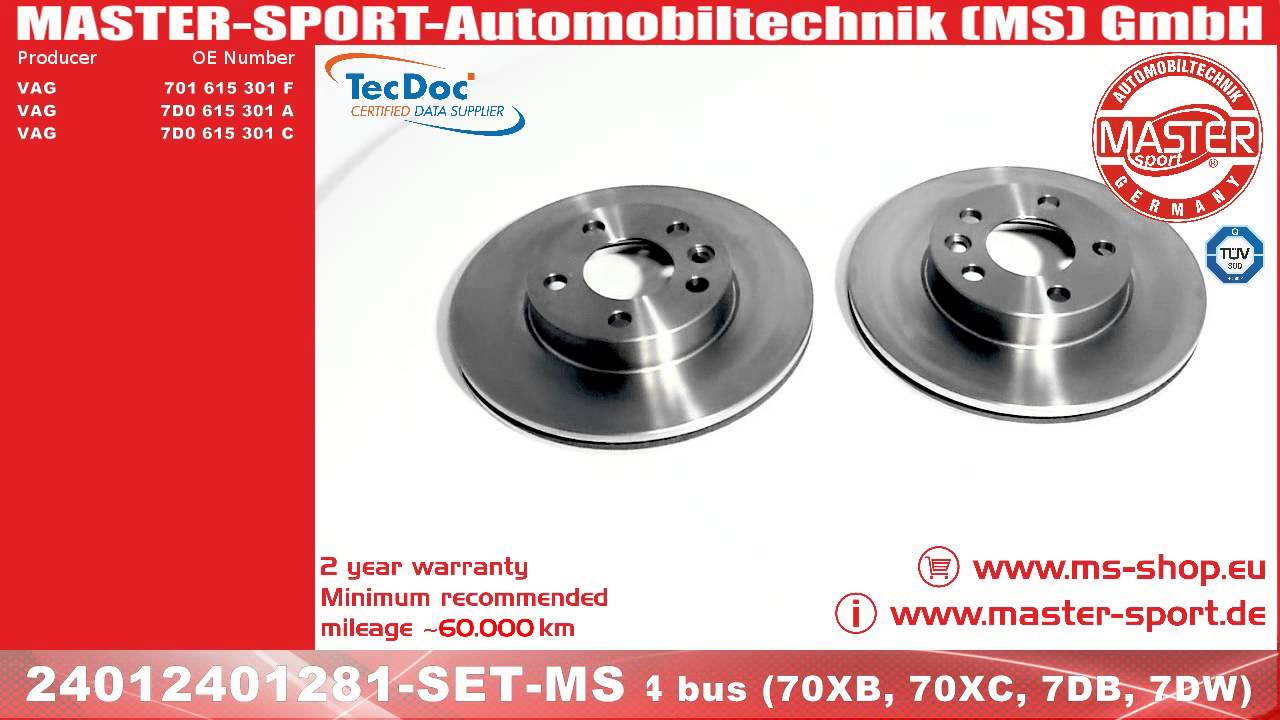 MASTER-SPORT-Automobiltechnik (MS) GmbH
Producer OE Number
VAG 701 615 301 F
VAG 7D0 615 301 A
VAG 7D0 615 301 C
TecDoc
CERTIFIED DATA SUPPLIER
AUTOMOBILTECHNIK
MASTER
sport ®
GERMANY
TÜV
SÜD
2 year warranty
Minimum recommended
mileage ~60.000 km
www.ms-shop.eu
i www.master-sport.de
24012401281-SET-MS 4 bus (70XB, 70XC, 7DB, 7DW)